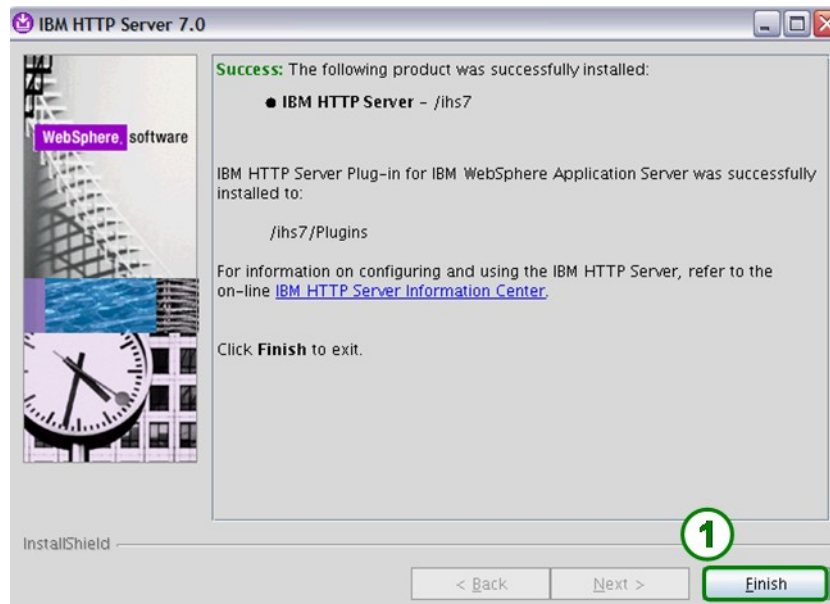 IBM HTTP Server 7.0
WebSphere. software
Success: The following product was successfully installed:
● IBM HTTP Server – /ihs7
IBM HTTP Server Plug-in for IBM WebSphere Application Server was successfully
installed to:
/ihs7/Plugins
For information on configuring and using the IBM HTTP Server, refer to the
on-line IBM HTTP Server Information Center.
Click Finish to exit.
InstallShield
1
< Back
Next >
Finish